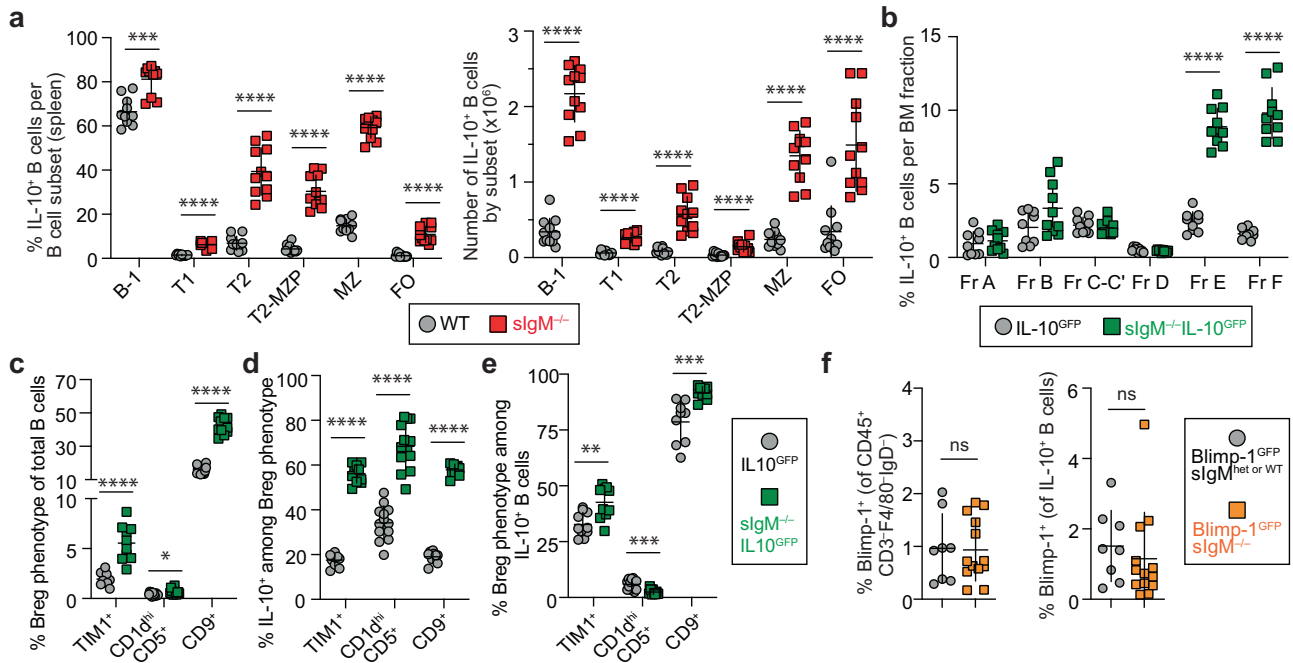 a
% IL-10⁺ B cells per
B cell subset (spleen)
100
80
60
40
20
0
***
****
****
****
****
****
B-1
T1
T2
T2-MZP
MZ
FO
Number of IL-10⁺ B cells
by subset (x10⁶)
3
2
1
0
****
****
****
****
****
****
B-1
T1
T2
T2-MZP
MZ
FO
WT
sIgM⁻/⁻
b
% IL-10⁺ B cells per BM fraction
15
10
5
0
****
****
Fr A
Fr B
Fr C-C'
Fr D
Fr E
Fr F
IL-10ᴳᶠᴾ
sIgM⁻/⁻IL-10ᴳᶠᴾ
c
% Breg phenotype of total B cells
70
50
30
10
5
0
****
*
****
TIM1⁺
CD1dʰⁱ
CD5⁺
CD9⁺
d
% IL-10⁺ among Breg phenotype
100
80
60
40
20
0
****
****
****
TIM1⁺
CD1dʰⁱ
CD5⁺
CD9⁺
e
% Breg phenotype among
IL-10⁺ B cells
100
75
50
25
0
**
***
***
TIM1⁺
CD1dʰⁱ
CD5⁺
CD9⁺
IL10ᴳᶠᴾ
sIgM⁻/⁻
IL10ᴳᶠᴾ
f
% Blimp-1⁺ (of CD45⁺
CD3⁻F4/80⁻IgD⁻)
4
3
2
1
0
ns
% Blimp-1⁺ (of IL-10⁺ B cells)
6
4
2
0
ns
Blimp-1ᴳᶠᴾ
sIgMʰᵉᵗ ᵒʳ ᵂᵀ
Blimp-1ᴳᶠᴾ
sIgM⁻/⁻